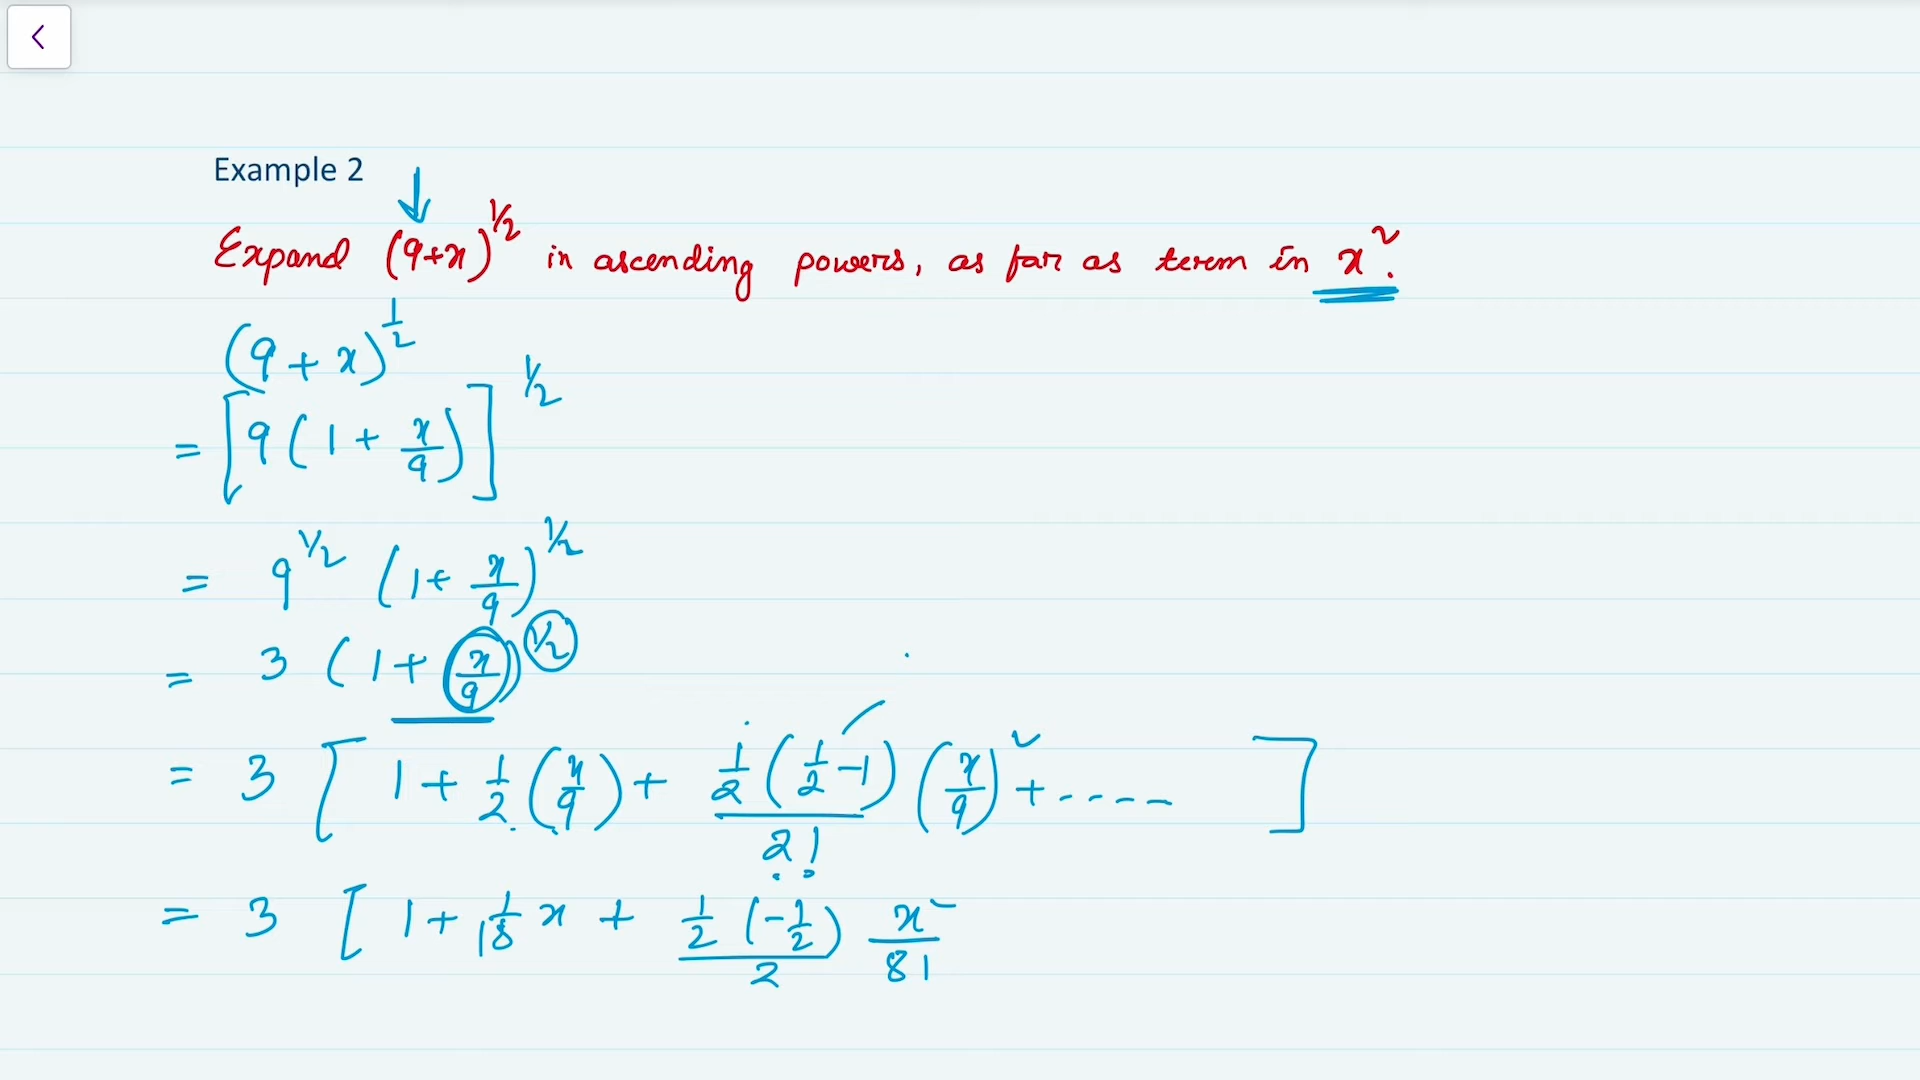 Example 2
Expand (9+x)^1/2 in ascending powers, as far as term in x².
(9+x)^1/2
= [9(1+x/9)]^1/2
= 9^1/2 (1+x/9)^1/2
= 3 (1+(x/9))^1/2
= 3 [1+1/2(x/9)+ 1/2(1/2-1)/2! (x/9)²+---- ]
= 3 [1+1/18 x + 1/2(-1/2)/2 x²/81